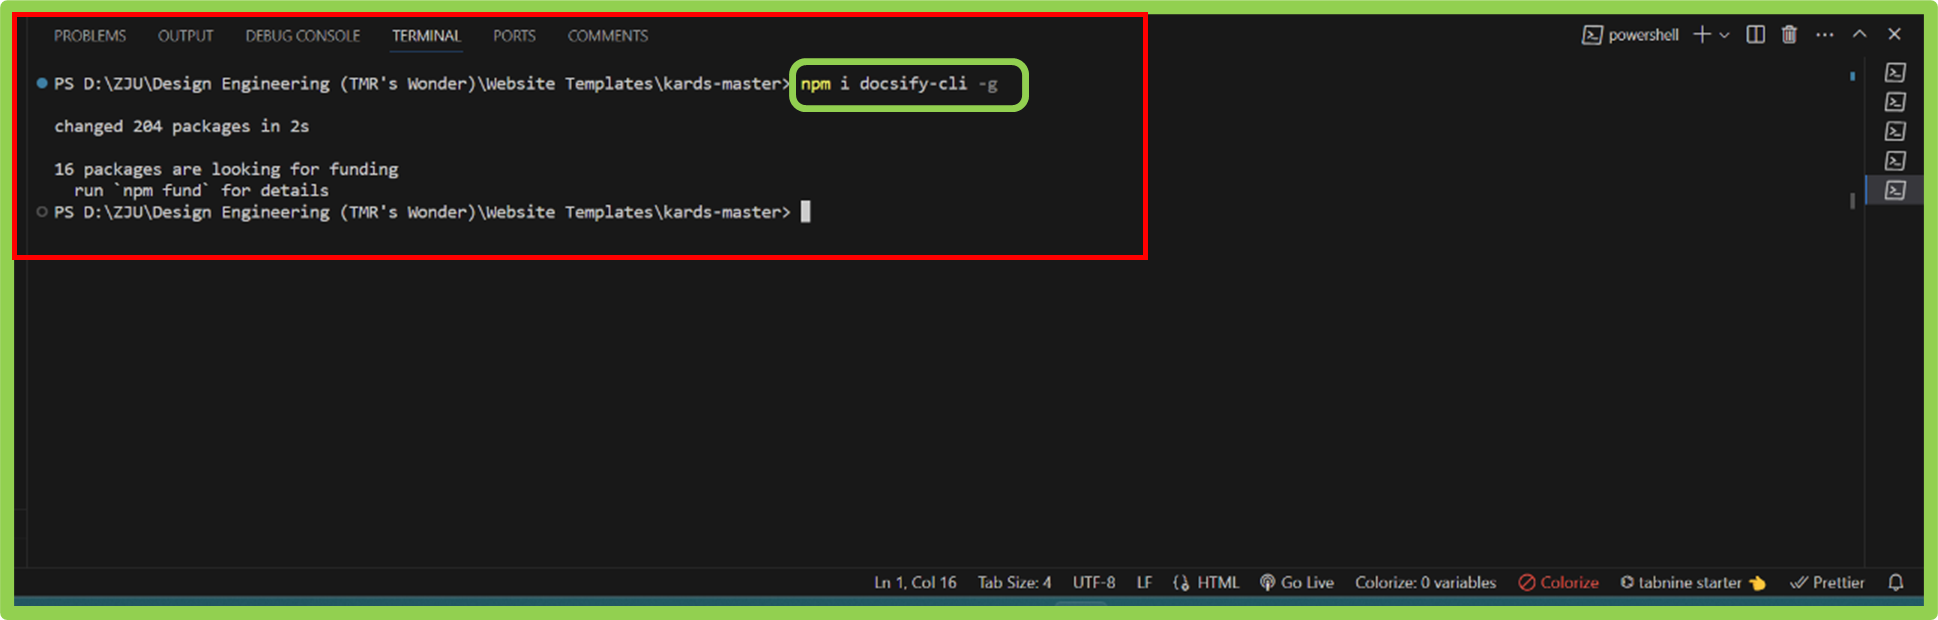 PROBLEMS OUTPUT DEBUG CONSOLE TERMINAL PORTS COMMENTS powershell
PS D:\ZJU\Design Engineering (TMR's Wonder)\Website Templates\kards-master> npm i docsify-cli -g
changed 204 packages in 2s
16 packages are looking for funding
run `npm fund` for details
PS D:\ZJU\Design Engineering (TMR's Wonder)\Website Templates\kards-master>
Ln 1, Col 16 Tab Size: 4 UTF-8 LF HTML Go Live Colorize: 0 variables Colorize tabnine starter Prettier